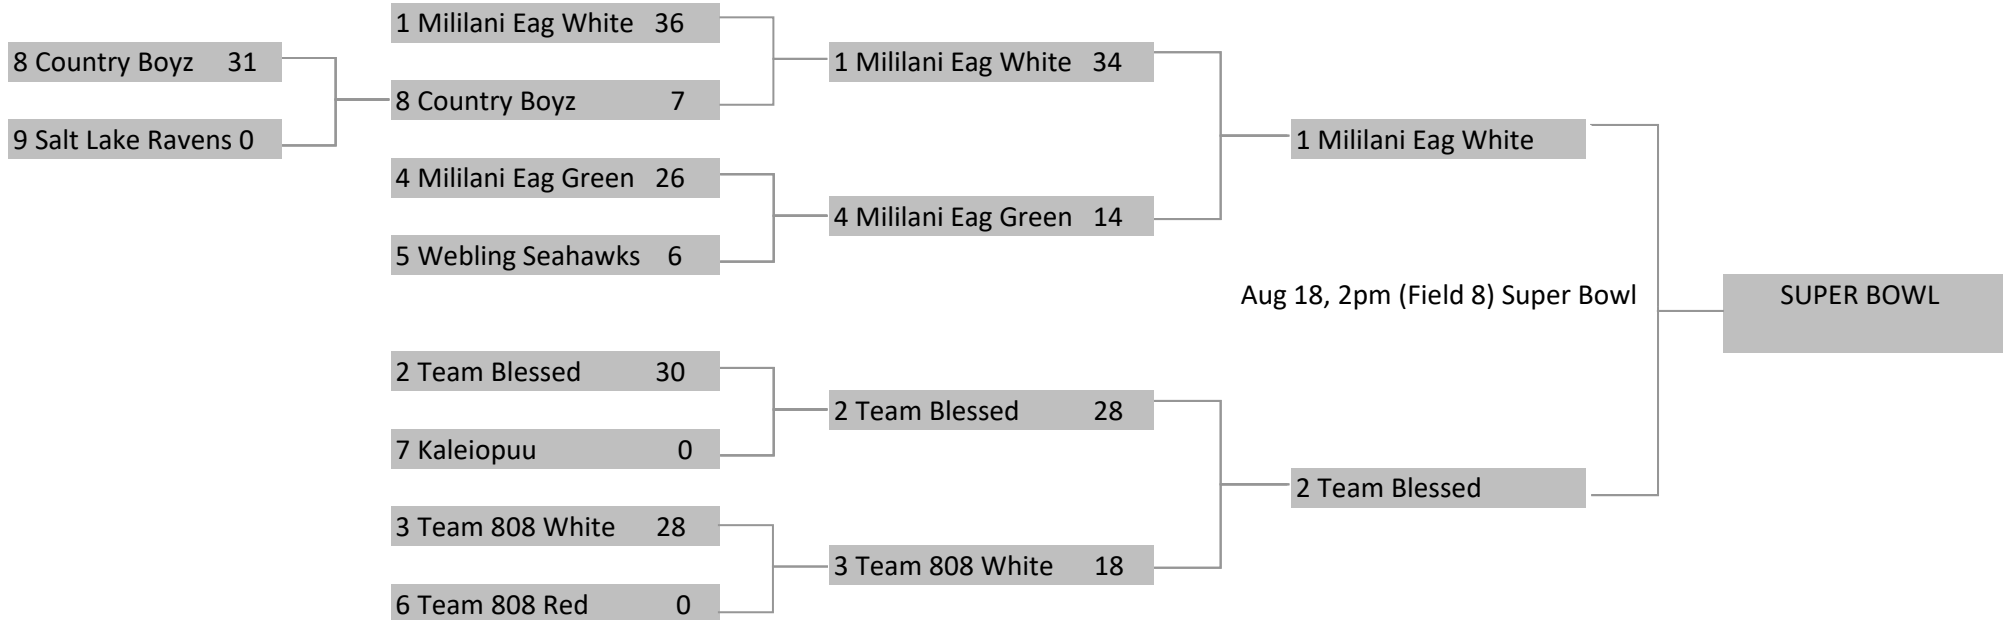 8 Country Boyz 31
9 Salt Lake Ravens 0
1 Mililani Eag White 36
8 Country Boyz 7
4 Mililani Eag Green 26
5 Webling Seahawks 6
2 Team Blessed 30
7 Kaleiopuu 0
3 Team 808 White 28
6 Team 808 Red 0
1 Mililani Eag White 34
4 Mililani Eag Green 14
2 Team Blessed 28
3 Team 808 White 18
1 Mililani Eag White
Aug 18, 2pm (Field 8) Super Bowl
2 Team Blessed
SUPER BOWL